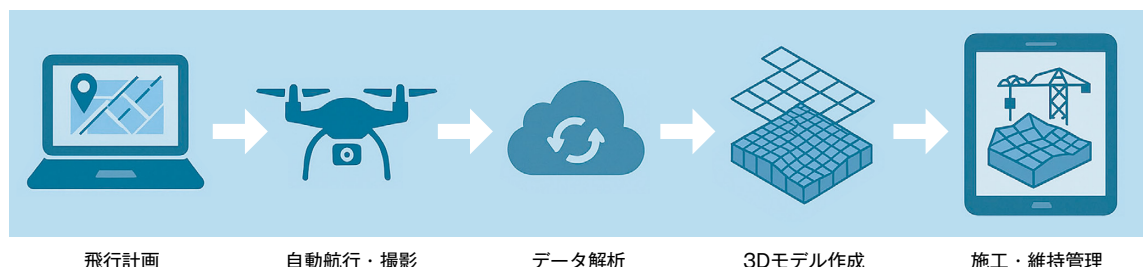 飛行計画
自動航行・撮影
データ解析
3Dモデル作成
施工・維持管理